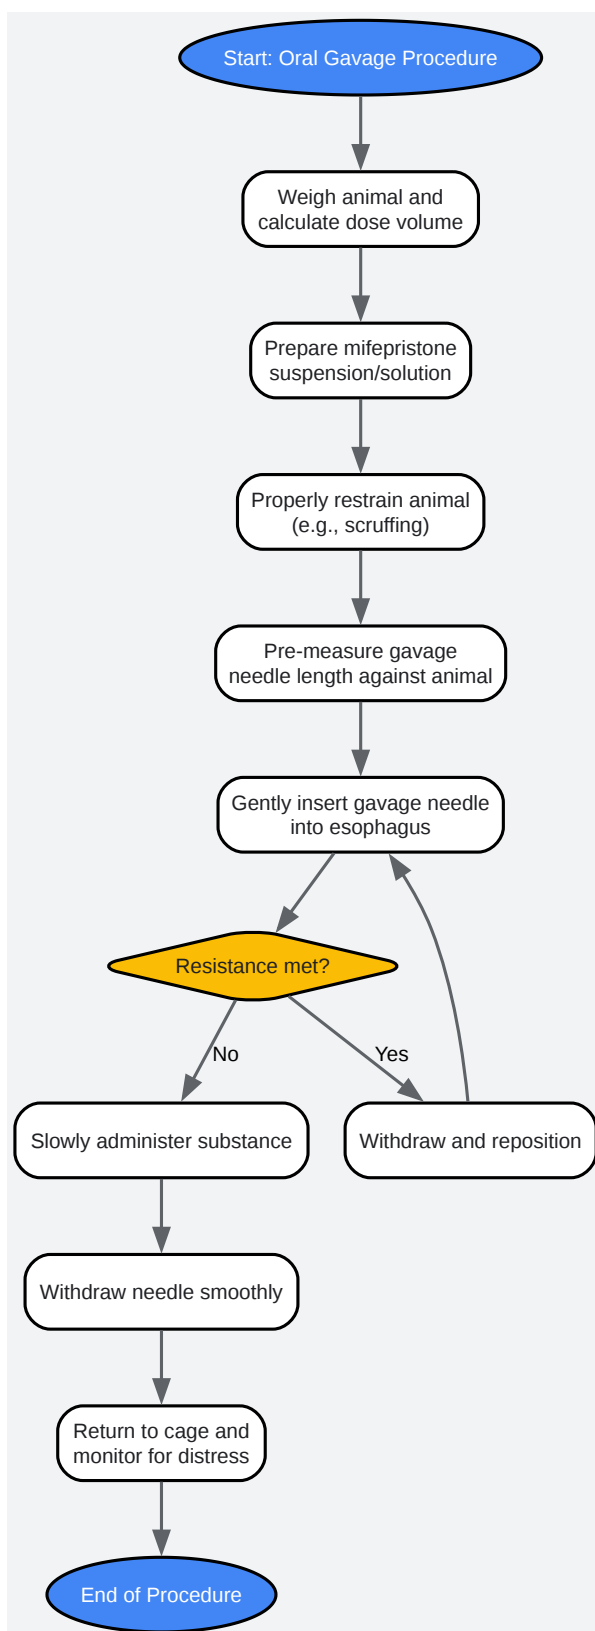 Start: Oral Gavage Procedure
Weigh animal and
calculate dose volume
Prepare mifepristone
suspension/solution
Properly restrain animal
(e.g., scruffing)
Pre-measure gavage
needle length against animal
Gently insert gavage needle
into esophagus
Resistance met?
No
Yes
Slowly administer substance
Withdraw and reposition
Withdraw needle smoothly
Return to cage and
monitor for distress
End of Procedure